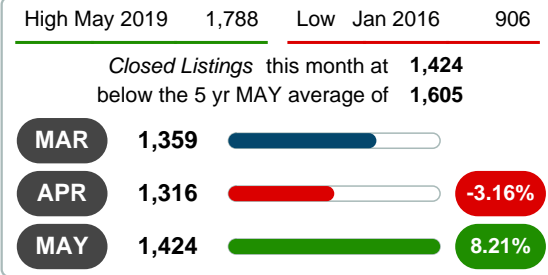 High May 2019 1,788 Low Jan 2016 906
Closed Listings this month at 1,424
below the 5 yr MAY average of 1,605
MAR 1,359
APR 1,316 -3.16%
MAY 1,424 8.21%